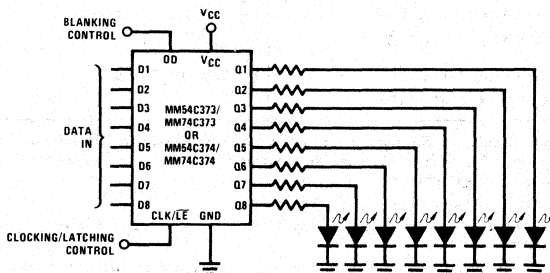 BLANKING
CONTROL
VCC
OD
VCC
D1
D2
D3
D4
D5
D6
D7
D8
DATA
IN
MM54C373/
MM74C373
OR
MM54C374/
MM74C374
Q1
Q2
Q3
Q4
Q5
Q6
Q7
Q8
CLK/L̅E̅
GND
CLOCKING/LATCHING
CONTROL